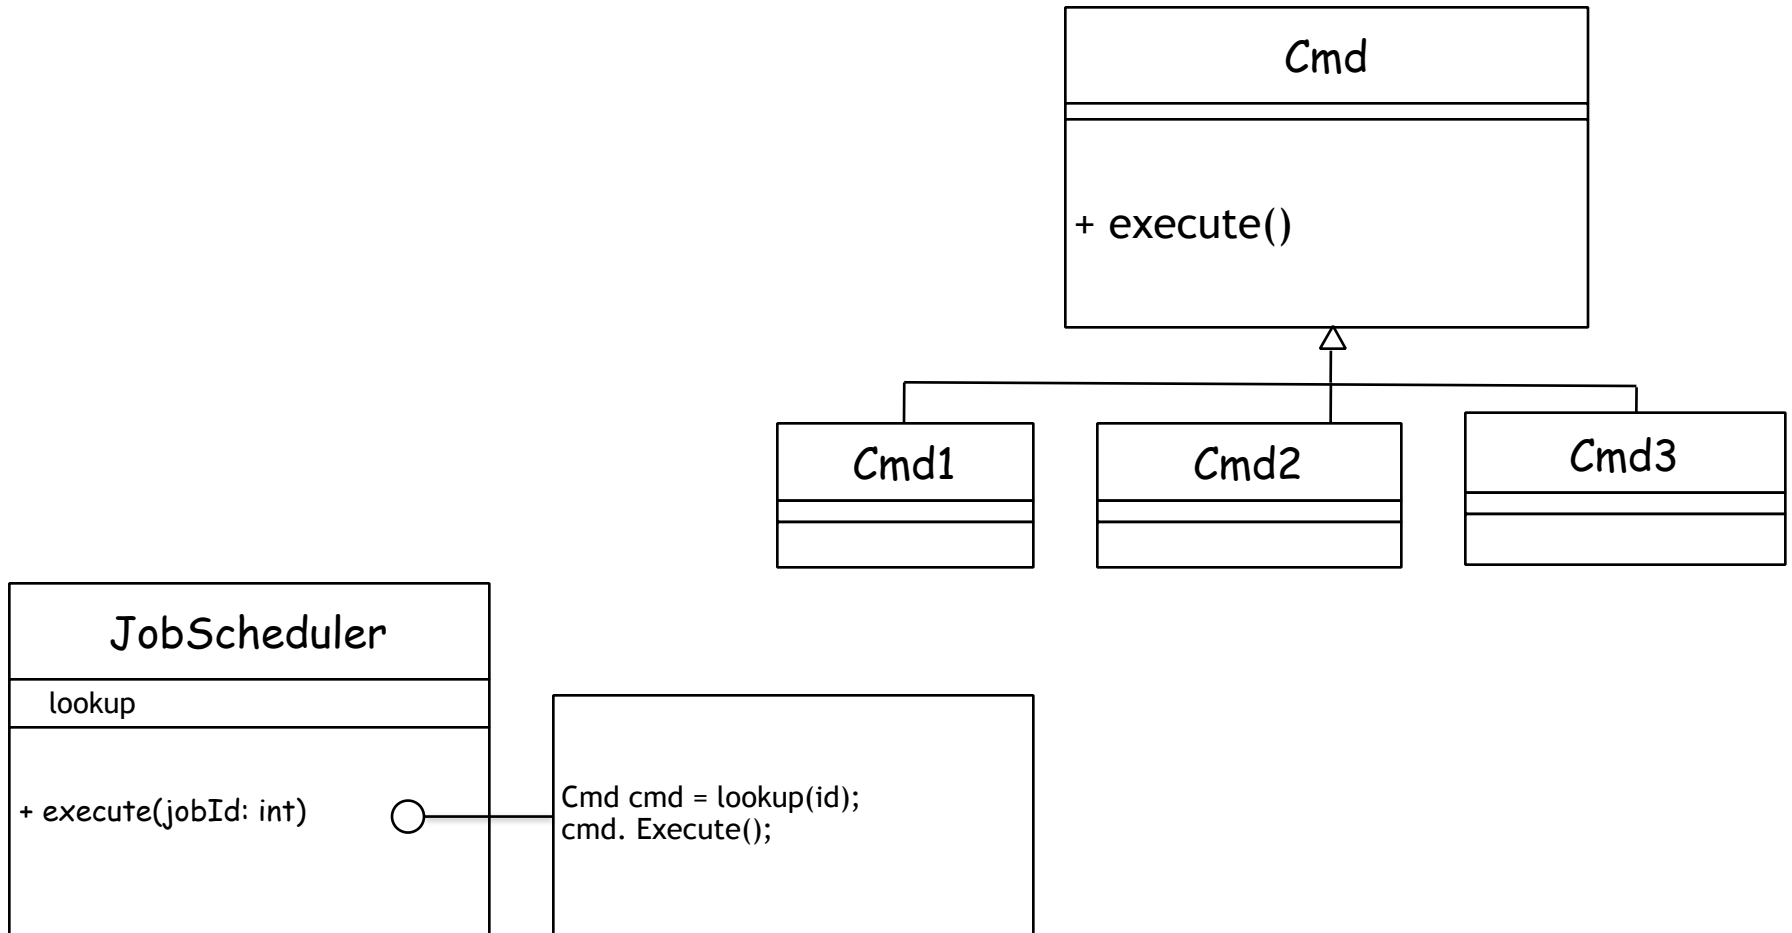 Cmd
+ execute()
Cmd1
Cmd2
Cmd3
JobScheduler
lookup
+ execute(jobId: int)
Cmd cmd = lookup(id);
cmd. Execute();